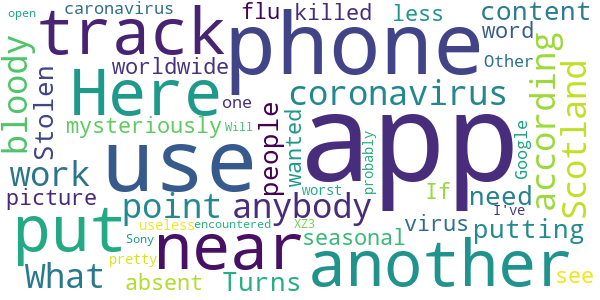 open caronavirus flu killed less content
track phone word
bloody Stolen Here worldwide Other according
mysteriously one Will people coronavirus Google Scotland
use app wanted probably
work worst If need
picture point anybody I've
put near virus putting
useless encountered XZ3 seasonal another
What Sony pretty absent Turns see